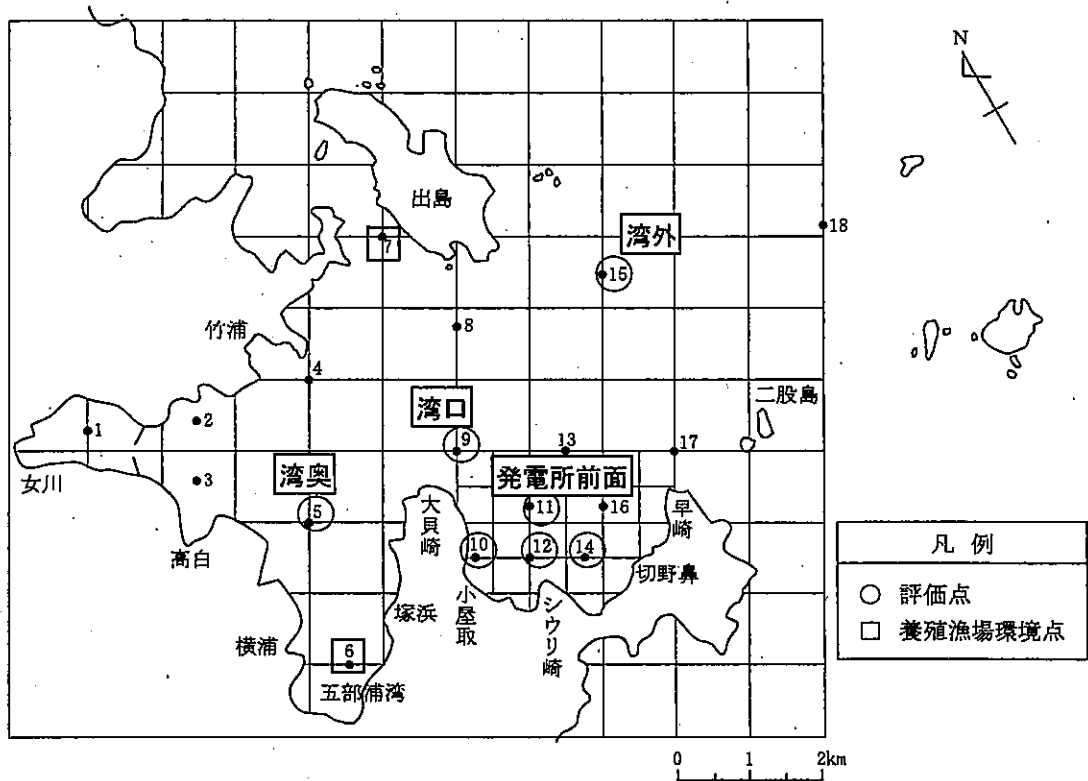 N
出島
湾外
18
7
15
竹浦
8
4
湾口
二股島
1
2
9
13
17
女川
3
湾奥
発電所前面
5
大貝崎
11
16
早崎
高白
10
12
14
切野鼻
小屋取
シウリ崎
塚浜
横浦
6
五部浦湾
凡例
○ 評価点
□ 養殖漁場環境点
0 1 2km